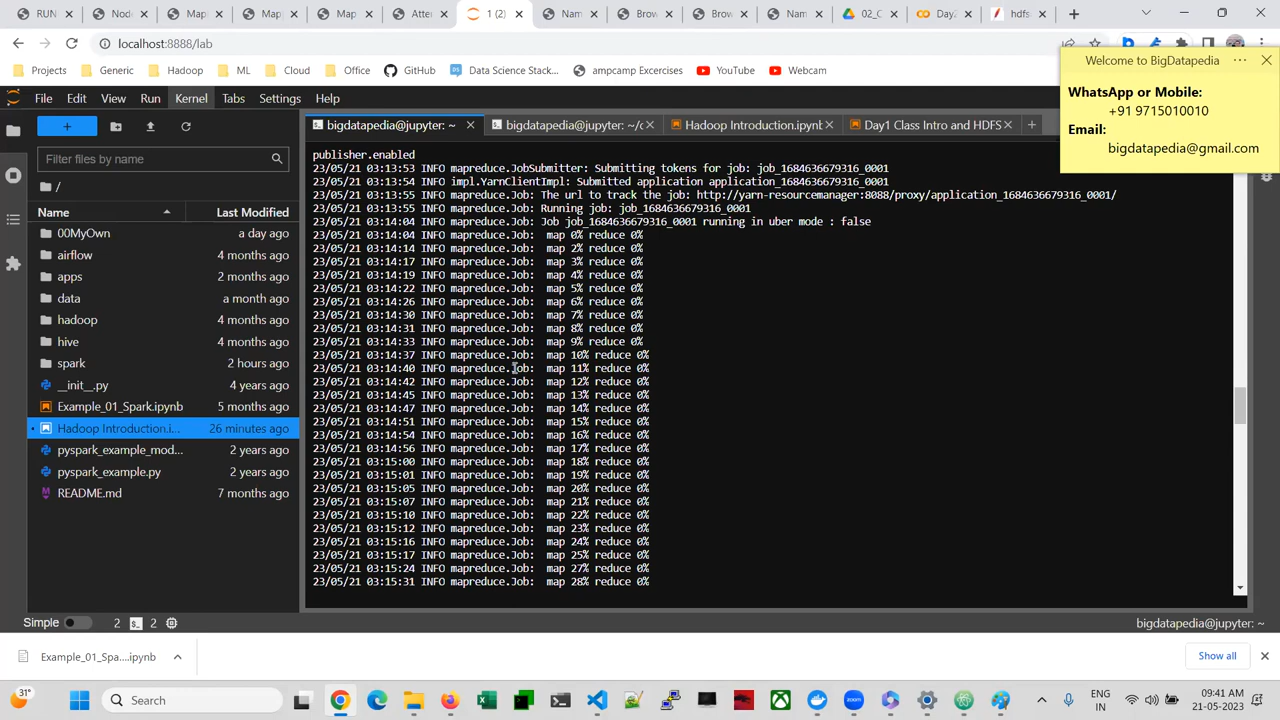 RUN
Nod
Map
Map
Map
Atte
1 (2)
Nam
Brow
Brow
Nam
02_C
Day2
hdfs
localhost:8888/lab
Projects
Generic
Hadoop
ML
Cloud
Office
GitHub
Data Science Stack...
ampcamp Excercises
YouTube
Webcam
Welcome to BigDatapedia
WhatsApp or Mobile:
+91 9715010010
Email:
bigdatapedia@gmail.com
File Edit View Run Kernel Tabs Settings Help
bigdatapedia@jupyter: ~
bigdatapedia@jupyter: ~/c
Hadoop Introduction.ipynb
Day1 Class Intro and HDFS
Filter files by name
/
Name Last Modified
00MyOwn a day ago
airflow 4 months ago
apps 2 months ago
data a month ago
hadoop 4 months ago
hive 4 months ago
spark 2 hours ago
__init__.py 4 years ago
Example_01_Spark.ipynb 5 months ago
Hadoop Introduction.i... 26 minutes ago
pyspark_example_mod... 2 years ago
pyspark_example.py 2 years ago
README.md 7 months ago
publisher.enabled
23/05/21 03:13:53 INFO mapreduce.JobSubmitter: Submitting tokens for job: job_1684636679316_0001
23/05/21 03:13:54 INFO impl.YarnClientImpl: Submitted application application_1684636679316_0001
23/05/21 03:13:55 INFO mapreduce.Job: The url to track the job: http://yarn-resourcemanager:8088/proxy/application_1684636679316_0001/
23/05/21 03:13:55 INFO mapreduce.Job: Running job: job_1684636679316_0001
23/05/21 03:14:04 INFO mapreduce.Job: Job job_1684636679316_0001 running in uber mode : false
23/05/21 03:14:04 INFO mapreduce.Job:  map 0% reduce 0%
23/05/21 03:14:14 INFO mapreduce.Job:  map 2% reduce 0%
23/05/21 03:14:17 INFO mapreduce.Job:  map 3% reduce 0%
23/05/21 03:14:19 INFO mapreduce.Job:  map 4% reduce 0%
23/05/21 03:14:22 INFO mapreduce.Job:  map 5% reduce 0%
23/05/21 03:14:26 INFO mapreduce.Job:  map 6% reduce 0%
23/05/21 03:14:30 INFO mapreduce.Job:  map 7% reduce 0%
23/05/21 03:14:31 INFO mapreduce.Job:  map 8% reduce 0%
23/05/21 03:14:33 INFO mapreduce.Job:  map 9% reduce 0%
23/05/21 03:14:37 INFO mapreduce.Job:  map 10% reduce 0%
23/05/21 03:14:40 INFO mapreduce.Job:  map 11% reduce 0%
23/05/21 03:14:42 INFO mapreduce.Job:  map 12% reduce 0%
23/05/21 03:14:45 INFO mapreduce.Job:  map 13% reduce 0%
23/05/21 03:14:47 INFO mapreduce.Job:  map 14% reduce 0%
23/05/21 03:14:51 INFO mapreduce.Job:  map 15% reduce 0%
23/05/21 03:14:54 INFO mapreduce.Job:  map 16% reduce 0%
23/05/21 03:14:56 INFO mapreduce.Job:  map 17% reduce 0%
23/05/21 03:15:00 INFO mapreduce.Job:  map 18% reduce 0%
23/05/21 03:15:01 INFO mapreduce.Job:  map 19% reduce 0%
23/05/21 03:15:05 INFO mapreduce.Job:  map 20% reduce 0%
23/05/21 03:15:07 INFO mapreduce.Job:  map 21% reduce 0%
23/05/21 03:15:10 INFO mapreduce.Job:  map 22% reduce 0%
23/05/21 03:15:12 INFO mapreduce.Job:  map 23% reduce 0%
23/05/21 03:15:16 INFO mapreduce.Job:  map 24% reduce 0%
23/05/21 03:15:17 INFO mapreduce.Job:  map 25% reduce 0%
23/05/21 03:15:24 INFO mapreduce.Job:  map 27% reduce 0%
23/05/21 03:15:31 INFO mapreduce.Job:  map 28% reduce 0%
Simple 2 2
bigdatapedia@jupyter: ~
Example_01_Spa....ipynb
Show all
31°
Search
ENG
IN
09:41 AM
21-05-2023